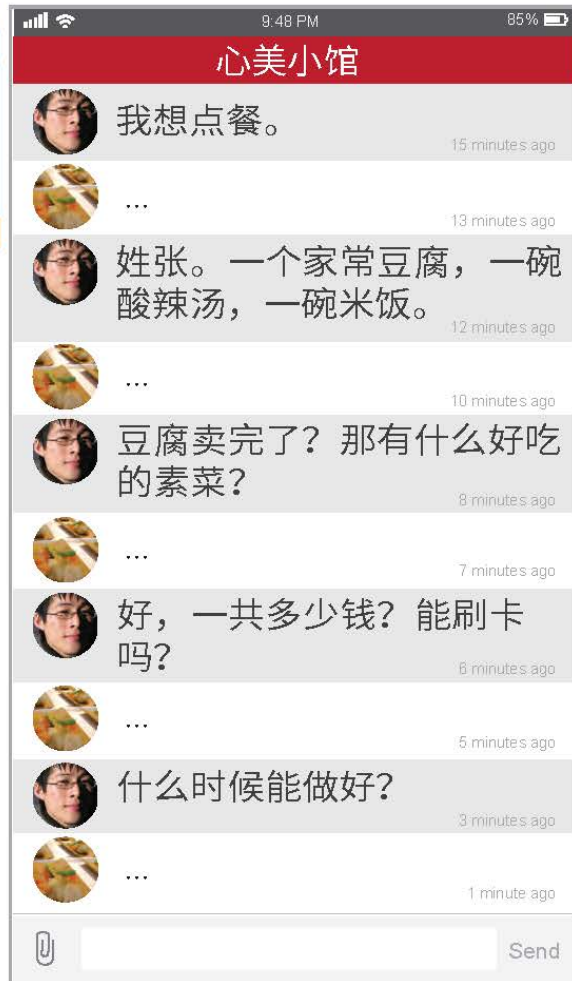 9:48 PM
85%
心美小馆
我想点餐。
15 minutes ago
...
13 minutes ago
姓张。一个家常豆腐，一碗
酸辣汤，一碗米饭。
12 minutes ago
...
10 minutes ago
豆腐卖完了？那有什么好吃
的素菜？
8 minutes ago
...
7 minutes ago
好，一共多少钱？能刷卡
吗？
6 minutes ago
...
5 minutes ago
什么时候能做好？
3 minutes ago
...
1 minute ago
Send